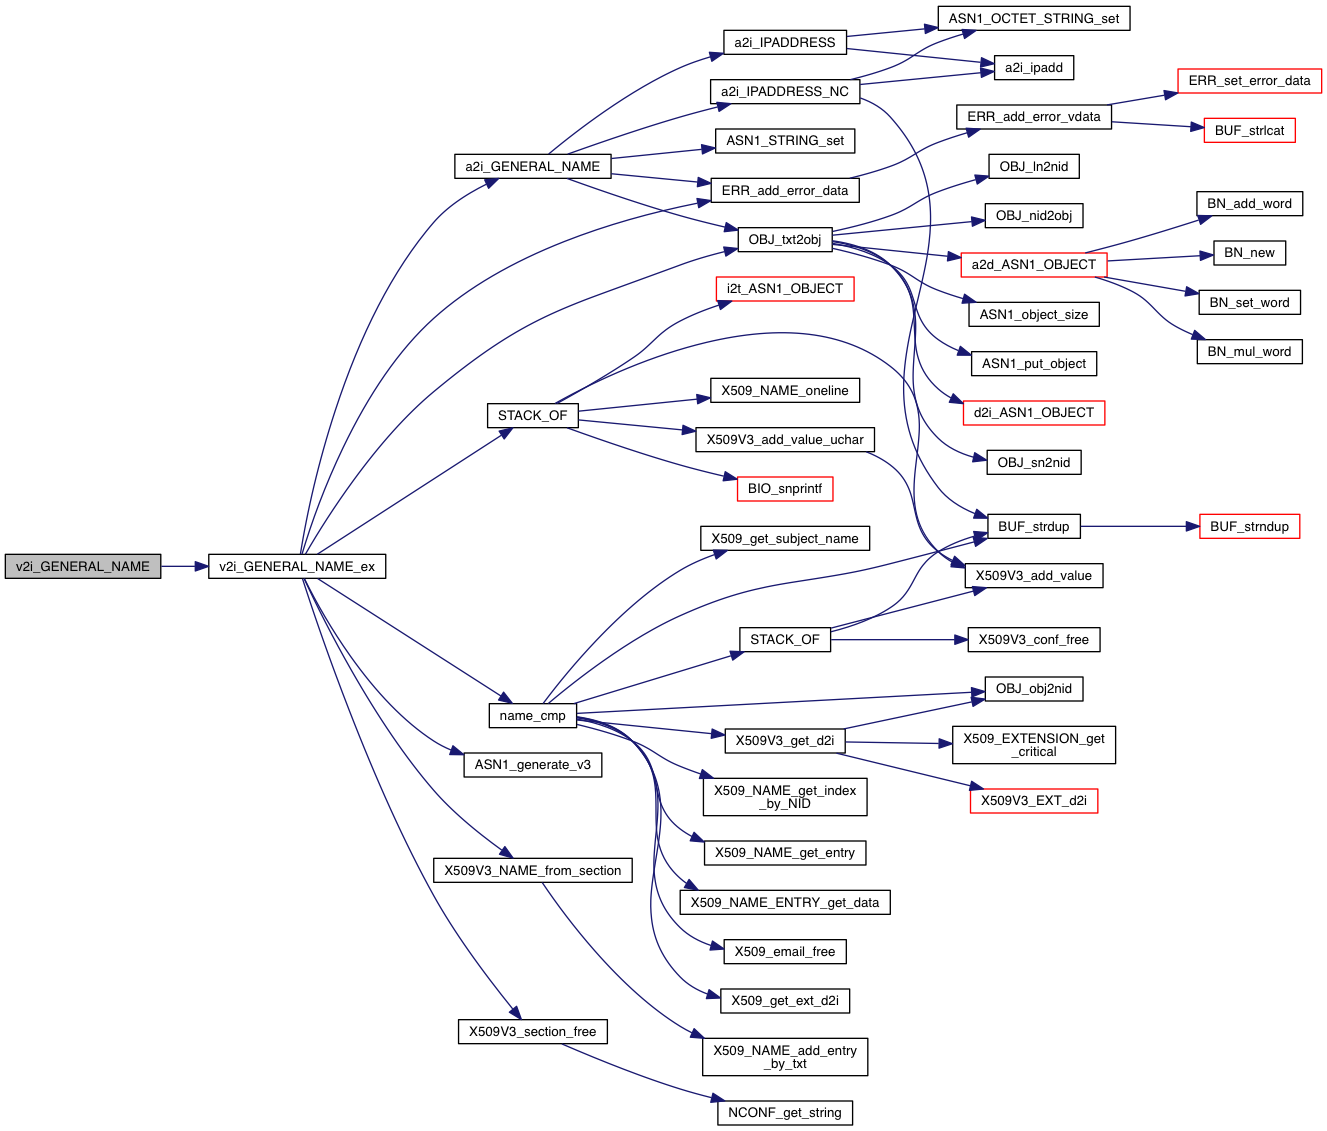 v2i_GENERAL_NAME
v2i_GENERAL_NAME_ex
a2i_GENERAL_NAME
STACK_OF
name_cmp
ASN1_generate_v3
X509V3_NAME_from_section
X509V3_section_free
a2i_IPADDRESS
a2i_IPADDRESS_NC
ASN1_STRING_set
ERR_add_error_data
OBJ_txt2obj
i2t_ASN1_OBJECT
X509_NAME_oneline
X509V3_add_value_uchar
BIO_snprintf
X509_get_subject_name
STACK_OF
X509V3_get_d2i
X509_NAME_get_index
_by_NID
X509_NAME_get_entry
X509_NAME_ENTRY_get_data
X509_email_free
X509_get_ext_d2i
X509_NAME_add_entry
_by_txt
NCONF_get_string
ASN1_OCTET_STRING_set
a2i_ipadd
ERR_add_error_vdata
OBJ_ln2nid
OBJ_nid2obj
a2d_ASN1_OBJECT
ASN1_object_size
ASN1_put_object
d2i_ASN1_OBJECT
OBJ_sn2nid
BUF_strdup
X509V3_add_value
X509V3_conf_free
OBJ_obj2nid
X509_EXTENSION_get
_critical
X509V3_EXT_d2i
ERR_set_error_data
BUF_strlcat
BN_add_word
BN_new
BN_set_word
BN_mul_word
BUF_strndup